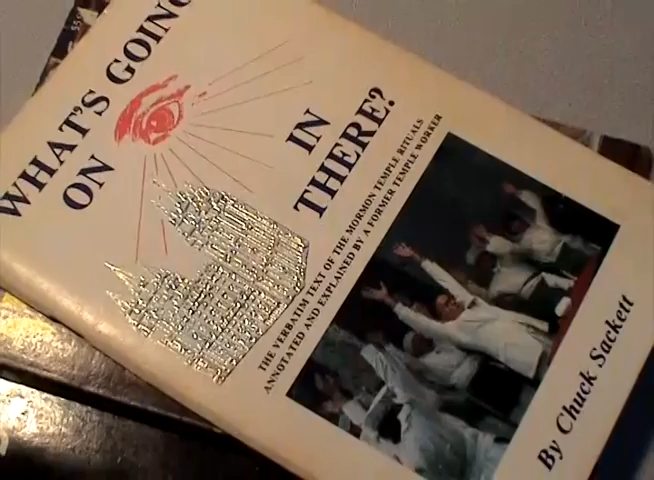 WHAT'S GOING
ON
IN
THERE?
THE VERBATIM TEXT OF THE MORMON TEMPLE RITUALS
ANNOTATED AND EXPLAINED BY A FORMER TEMPLE WORKER
By Chuck Sackett